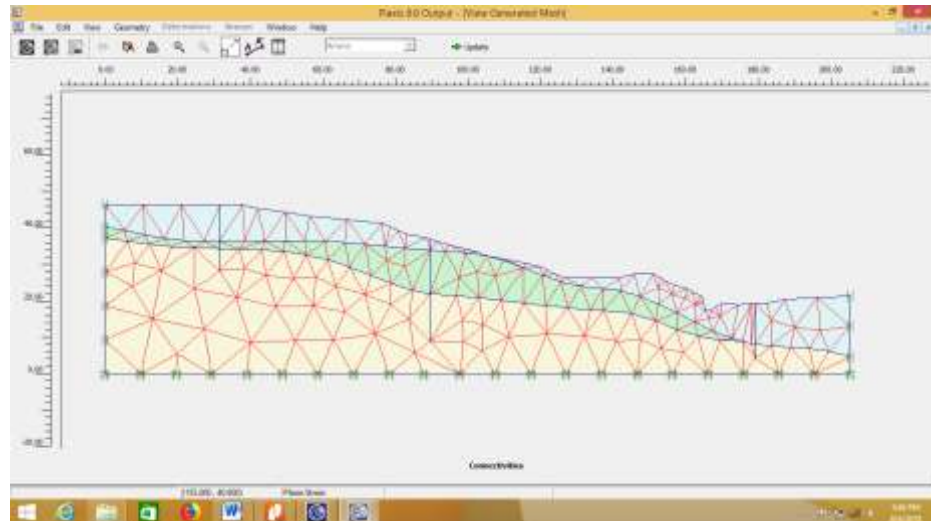 Plaxis 8.0 Output - [View Generated Mesh]
File Edit View Geometry Deformations Stresses Window Help
Update
0.00 20.00 40.00 60.00 80.00 100.00 120.00 140.00 160.00 180.00 200.00 220.00
60.00
40.00
20.00
0.00
-20.00
Connectivities
Plane Strain